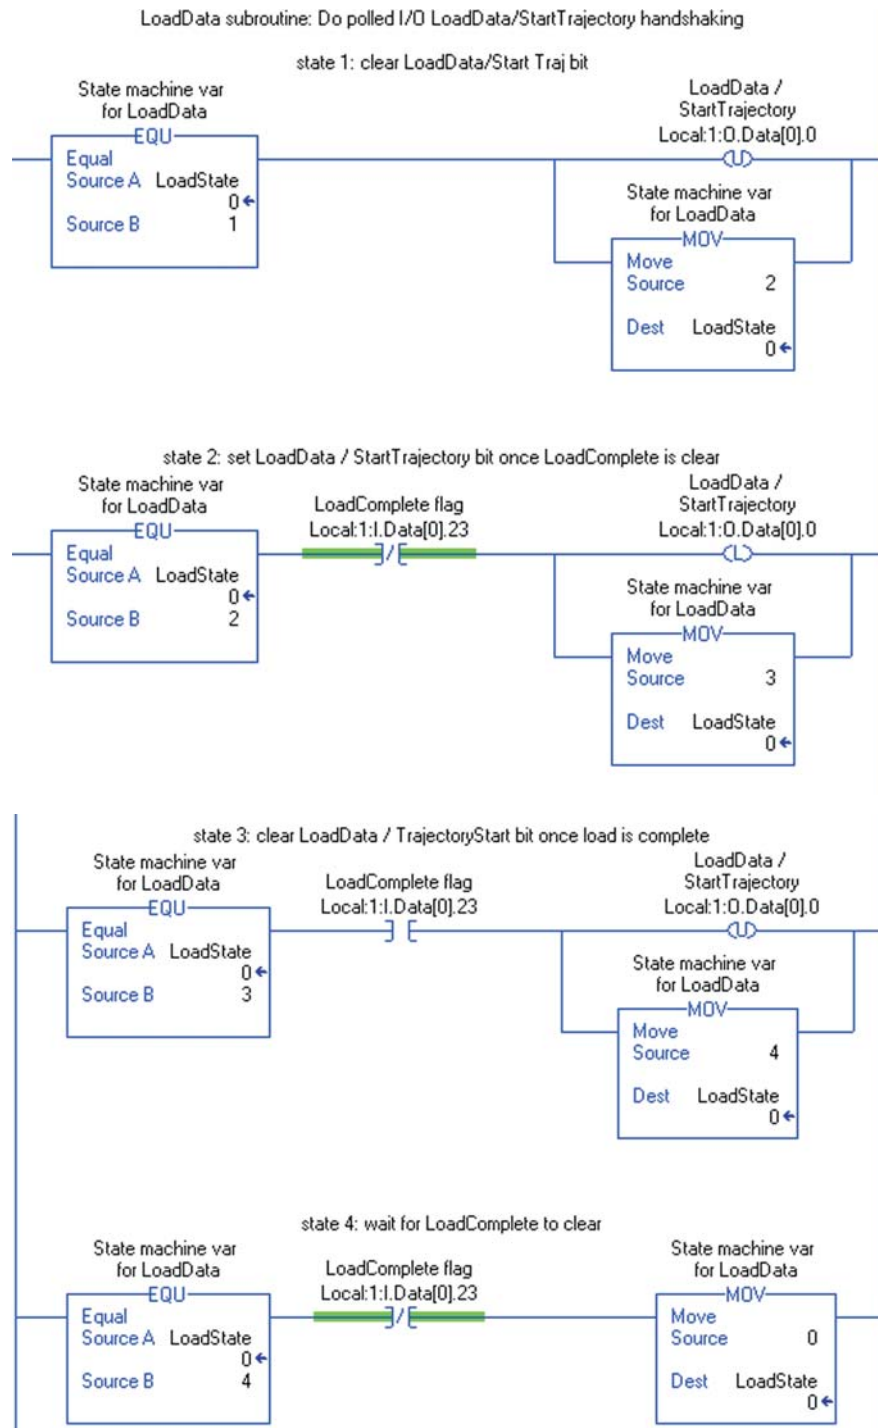 LoadData subroutine: Do polled I/O LoadData/StartTrajectory handshaking
state 1: clear LoadData/Start Traj bit
State machine var
for LoadData
EQU
Equal
Source A LoadState
0
Source B 1
LoadData /
StartTrajectory
Local:1:O.Data[0].0
U
State machine var
for LoadData
MOV
Move
Source 2
Dest LoadState
0
state 2: set LoadData / StartTrajectory bit once LoadComplete is clear
State machine var
for LoadData
EQU
Equal
Source A LoadState
0
Source B 2
LoadComplete flag
Local:1:I.Data[0].23
LoadData /
StartTrajectory
Local:1:O.Data[0].0
L
State machine var
for LoadData
MOV
Move
Source 3
Dest LoadState
0
state 3: clear LoadData / TrajectoryStart bit once load is complete
State machine var
for LoadData
EQU
Equal
Source A LoadState
0
Source B 3
LoadComplete flag
Local:1:I.Data[0].23
LoadData /
StartTrajectory
Local:1:O.Data[0].0
U
State machine var
for LoadData
MOV
Move
Source 4
Dest LoadState
0
state 4: wait for LoadComplete to clear
State machine var
for LoadData
EQU
Equal
Source A LoadState
0
Source B 4
LoadComplete flag
Local:1:I.Data[0].23
State machine var
for LoadData
MOV
Move
Source 0
Dest LoadState
0